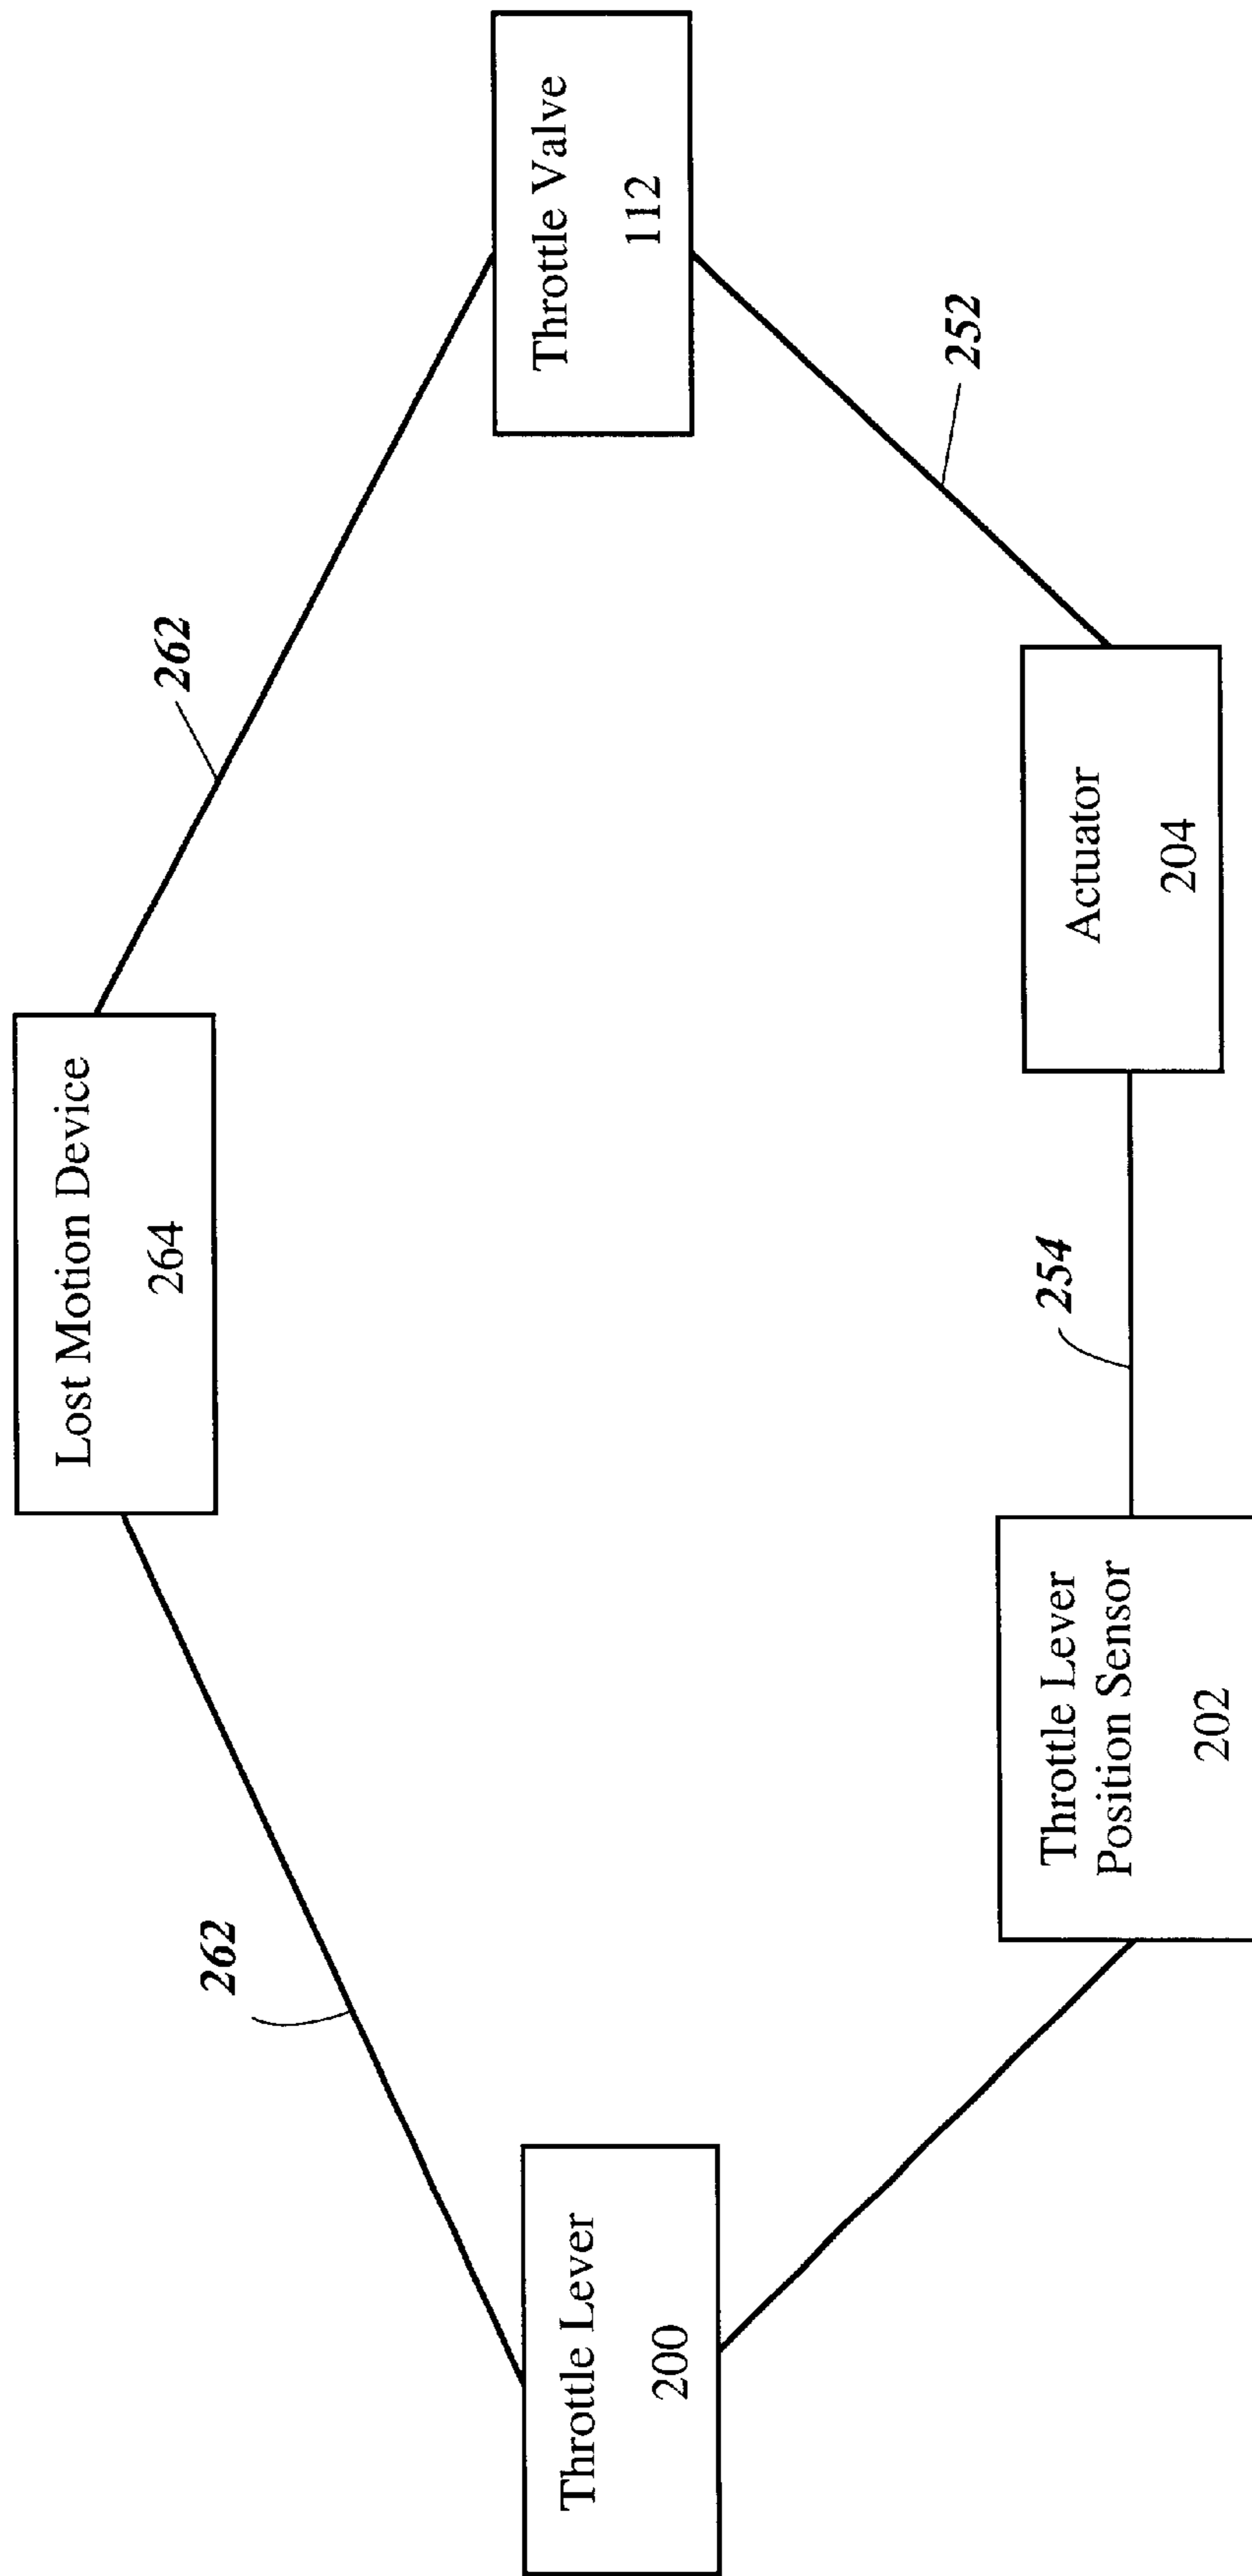 Lost Motion Device
264
262
262
Throttle Lever
200
Throttle Valve
112
252
254
Throttle Lever
Position Sensor
202
Actuator
204